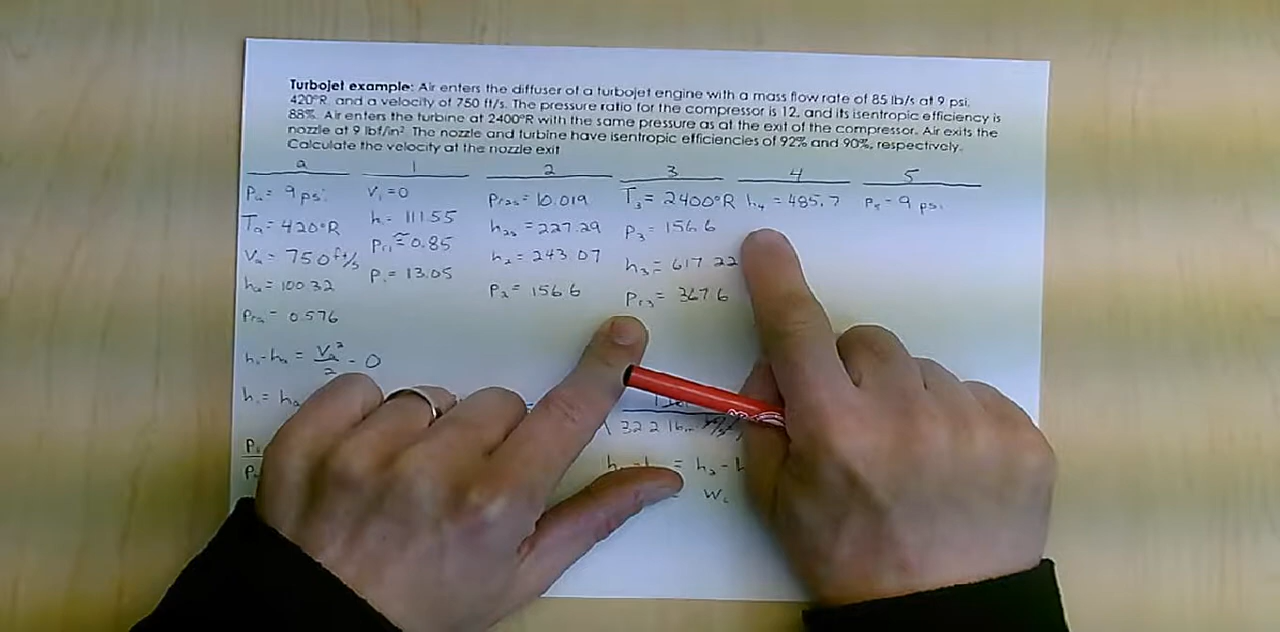 Turbojet example: Air enters the diffuser of a turbojet engine with a mass flow rate of 85 lb/s at 9 psi,
420°R, and a velocity of 750 ft/s. The pressure ratio for the compressor is 12, and its isentropic efficiency is
88%. Air enters the turbine at 2400°R with the same pressure as at the exit of the compressor. Air exits the
nozzle at 9 lbf/in². The nozzle and turbine have isentropic efficiencies of 92% and 90%, respectively.
Calculate the velocity at the nozzle exit
a
Pa = 9 psi
Ta = 420°R
Va = 750 ft/s
ha = 100.32
Pra = 0.576
h1-ha = Va²/2 - 0
h1 = ha
1
V1 = 0
h1 = 111.55
Pr1 ≈ 0.85
P1 = 13.05
2
Pr2s = 10.019
h2s = 227.29
h2 = 243.07
P2 = 156.6
3
T3 = 2400°R
P3 = 156.6
h3 = 617.22
Pr3 = 367.6
4
h4 = 485.7
5
P5 = 9 psi
32.2 lbm
= h3 -
Wc